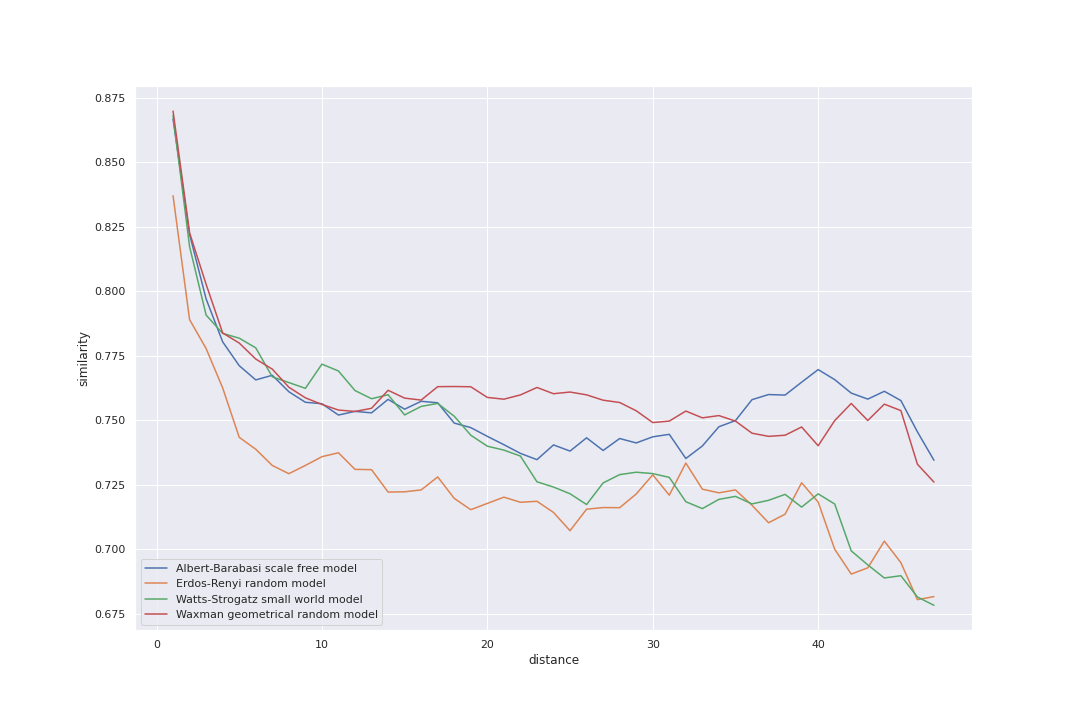 0.875
0.850
0.825
0.800
0.775
0.750
0.725
0.700
0.675
similarity
Albert-Barabasi scale free model
Erdos-Renyi random model
Watts-Strogatz small world model
Waxman geometrical random model
0 10 20 30 40
distance